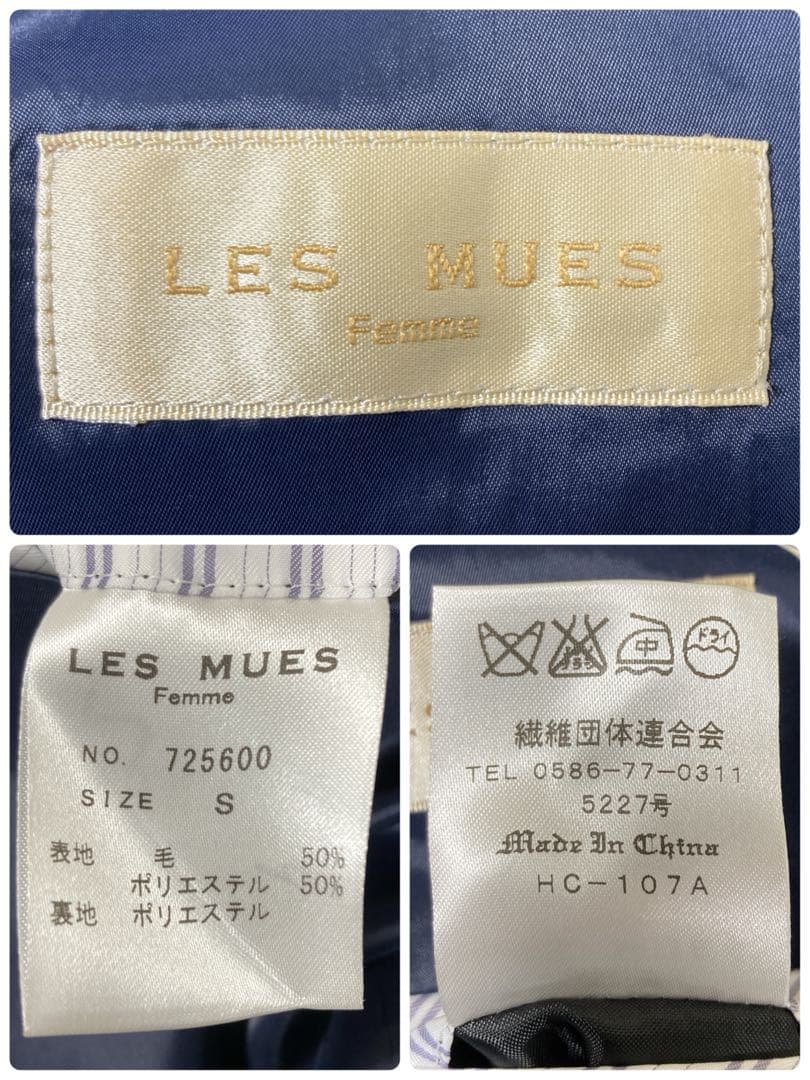 LES MUES
Femme
LES MUES
Femme
NO. 725600
SIZE S
表地 毛 50%
ポリエステル 50%
裏地 ポリエステル
中 ドライ
繊維団体連合会
TEL 0586-77-0311
5227号
Made In China
HC-107A